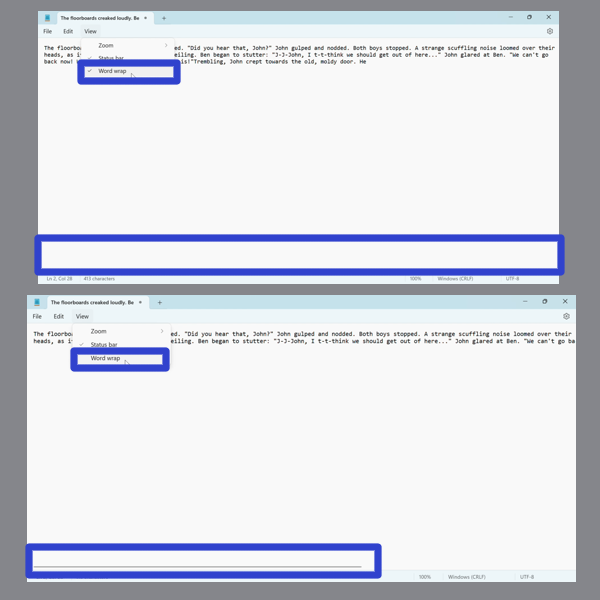 The floorboards creaked loudly. Be
File Edit View
Zoom
Status bar
Word wrap
The floorboa ed. "Did you hear that, John?" John gulped and nodded. Both boys stopped. A strange scuffling noise loomed over their
heads, as i eiling. Ben began to stutter: "J-J-John, I t-t-think we should get out of here..." John glared at Ben. "We can't go
back now! is!"Trembling, John crept towards the old, moldy door. He
Ln 2, Col 28 413 characters 100% Windows (CRLF) UTF-8
The floorboards creaked loudly. Be
File Edit View
Zoom
Status bar
Word wrap
The floorbo ed. "Did you hear that, John?" John gulped and nodded. Both boys stopped. A strange scuffling noise loomed over their
heads, as i eiling. Ben began to stutter: "J-J-John, I t-t-think we should get out of here..." John glared at Ben. "We can't go ba
100% Windows (CRLF) UTF-8